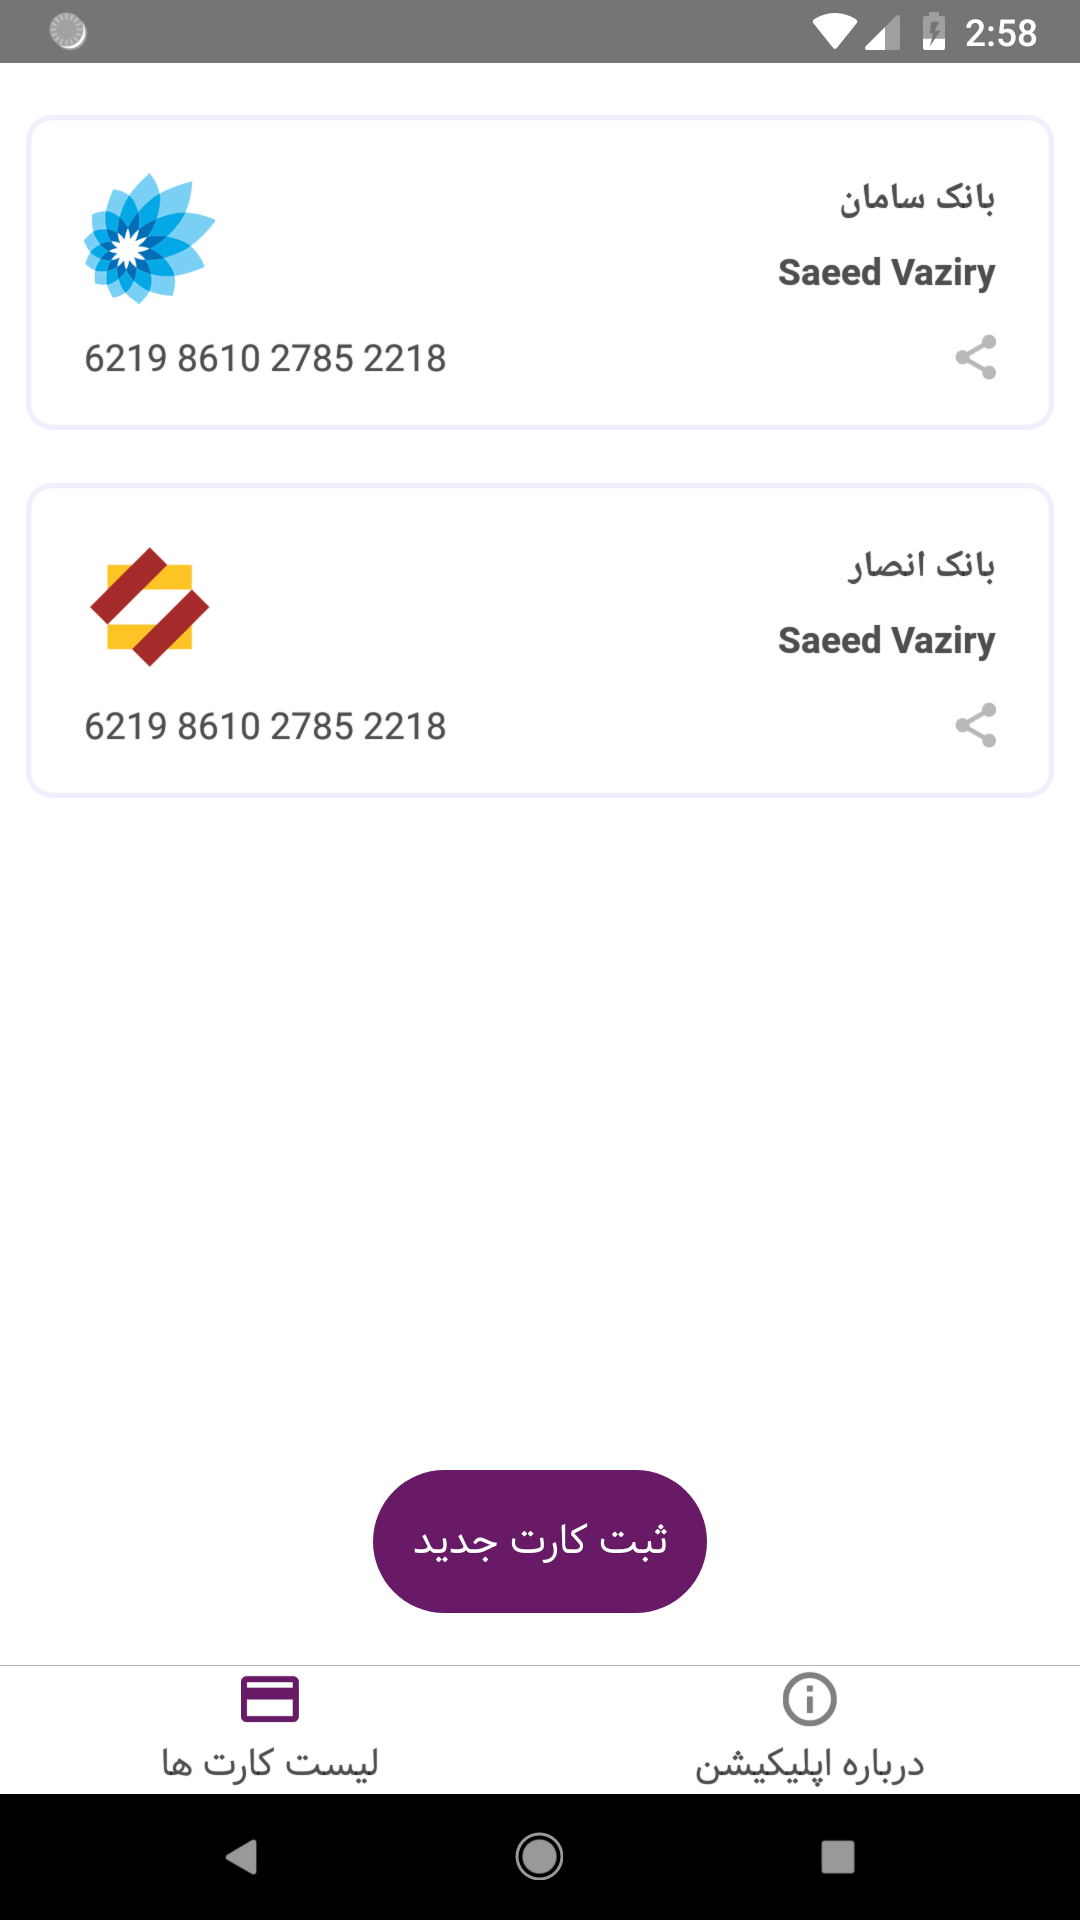 2:58
بانک سامان
Saeed Vaziry
6219 8610 2785 2218
بانک انصار
Saeed Vaziry
6219 8610 2785 2218
ثبت کارت جدید
لیست کارت ها
درباره اپلیکیشن